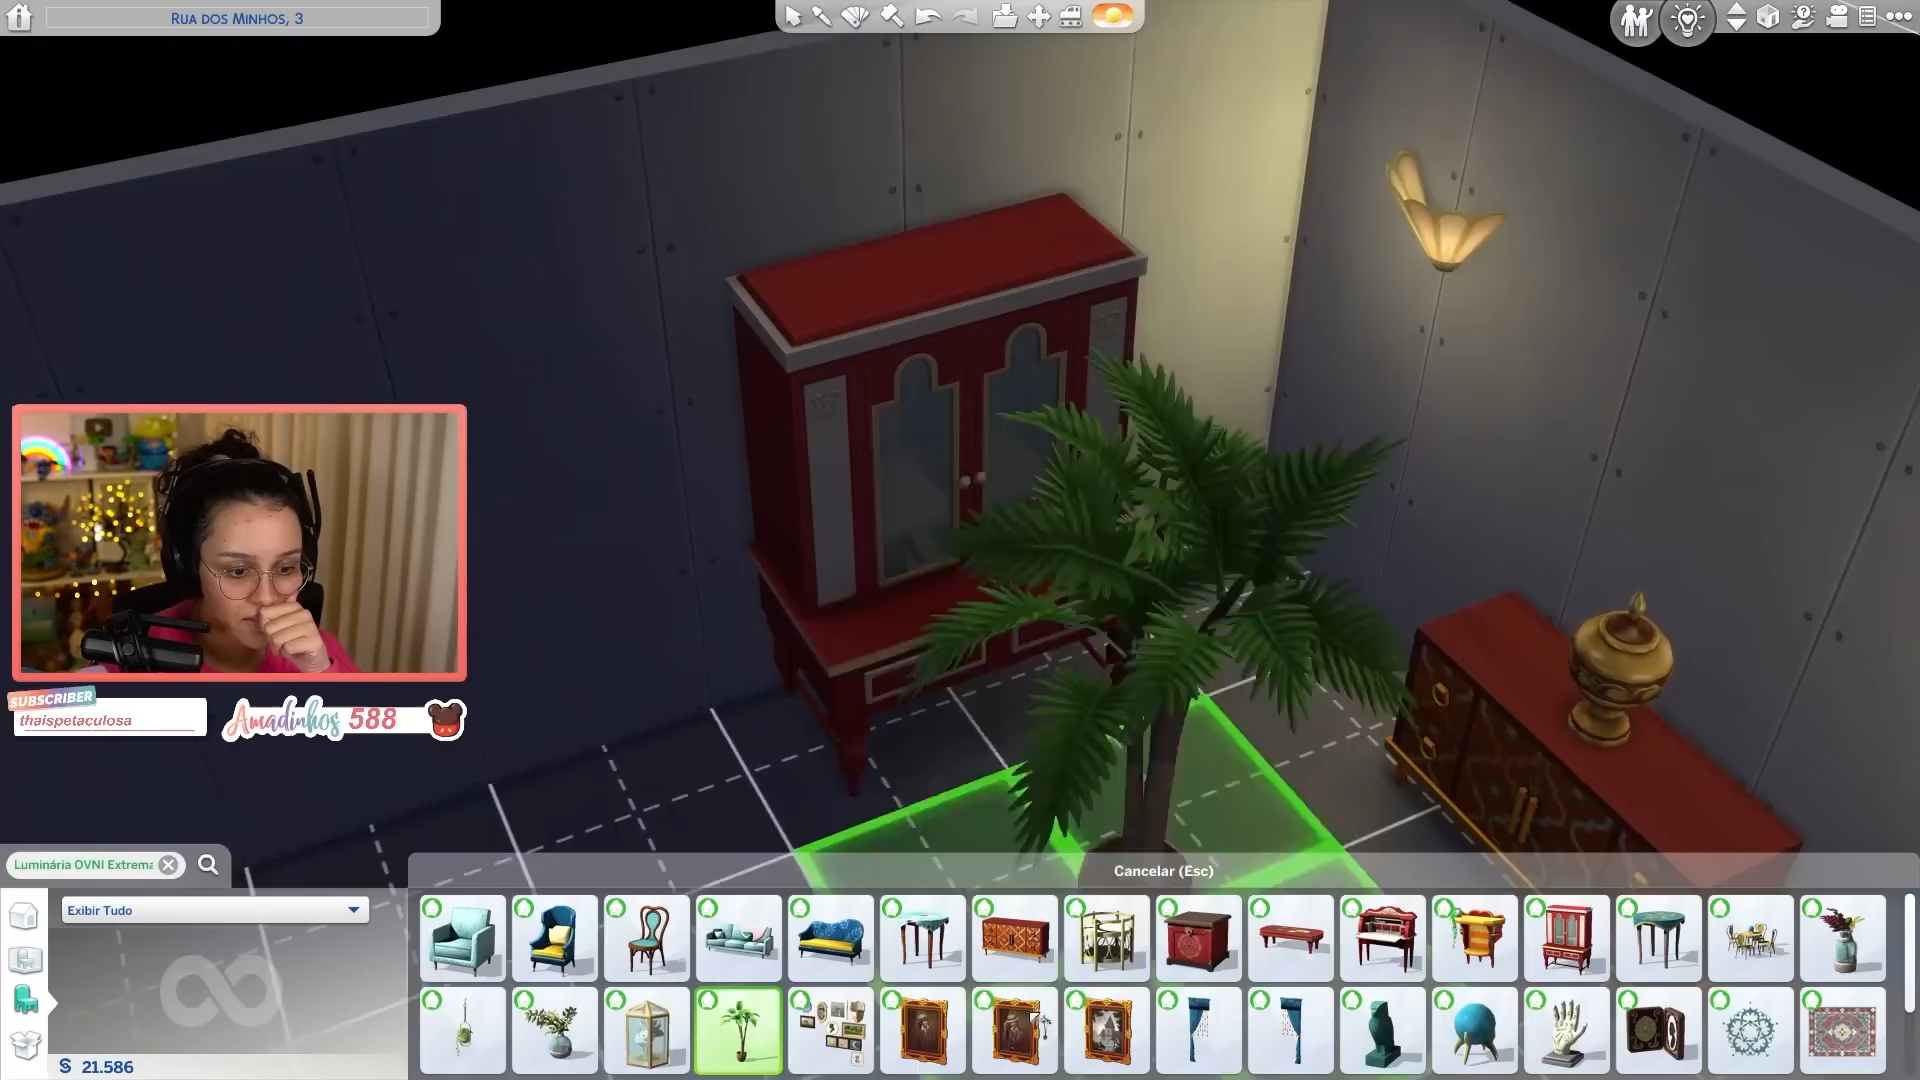 RUA DOS MINHOS, 3
SUBSCRIBER
thaispetaculosa
Amadinhos 588
Luminária OVNI Extrema
Cancelar (Esc)
Exibir Tudo
S 21.586